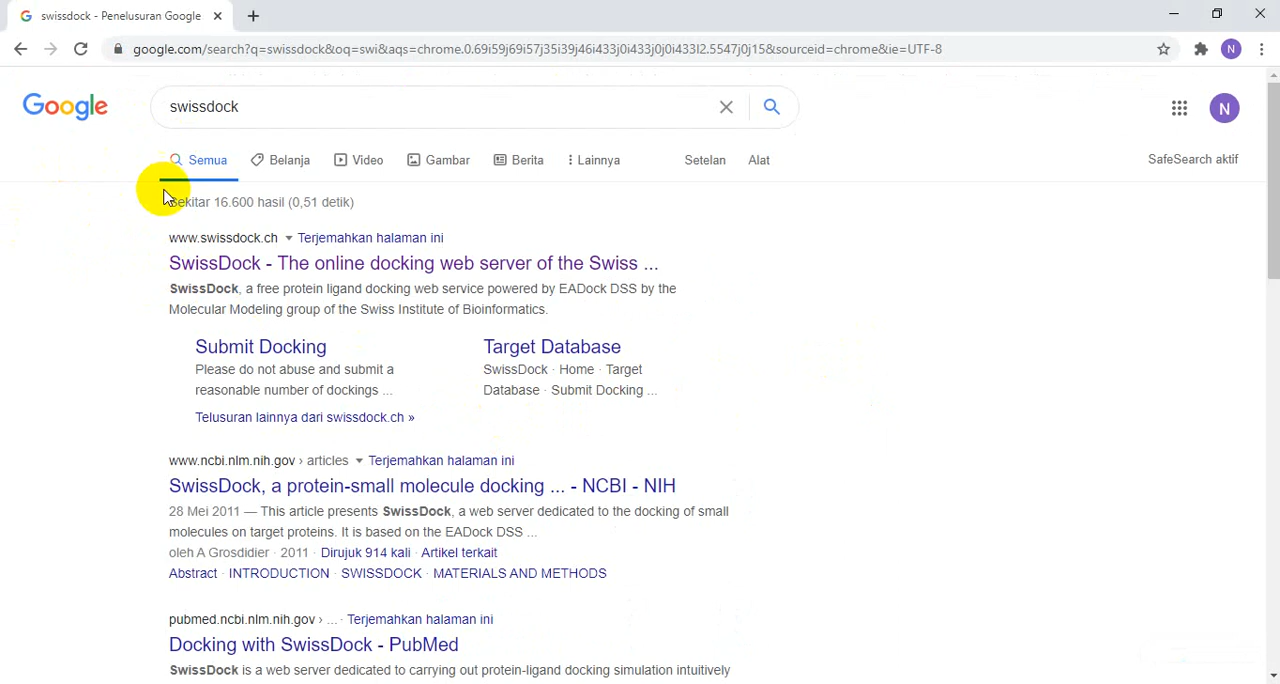 swissdock - Penelusuran Google
google.com/search?q=swissdock&oq=swi&aqs=chrome.0.69i59j69i57j35i39j46i433j0i433j0j0i433l2.5547j0j15&sourceid=chrome&ie=UTF-8
N
Google
swissdock
N
Semua
Belanja
Video
Gambar
Berita
Lainnya
Setelan
Alat
SafeSearch aktif
Sekitar 16.600 hasil (0,51 detik)
www.swissdock.ch Terjemahkan halaman ini
SwissDock - The online docking web server of the Swiss ...
SwissDock, a free protein ligand docking web service powered by EADock DSS by the
Molecular Modeling group of the Swiss Institute of Bioinformatics.
Submit Docking
Please do not abuse and submit a
reasonable number of dockings ...
Target Database
SwissDock · Home · Target
Database · Submit Docking ...
Telusuran lainnya dari swissdock.ch »
www.ncbi.nlm.nih.gov › articles Terjemahkan halaman ini
SwissDock, a protein-small molecule docking ... - NCBI - NIH
28 Mei 2011 — This article presents SwissDock, a web server dedicated to the docking of small
molecules on target proteins. It is based on the EADock DSS ...
oleh A Grosdidier · 2011 · Dirujuk 914 kali · Artikel terkait
Abstract · INTRODUCTION · SWISSDOCK · MATERIALS AND METHODS
pubmed.ncbi.nlm.nih.gov › ... · Terjemahkan halaman ini
Docking with SwissDock - PubMed
SwissDock is a web server dedicated to carrying out protein-ligand docking simulation intuitively